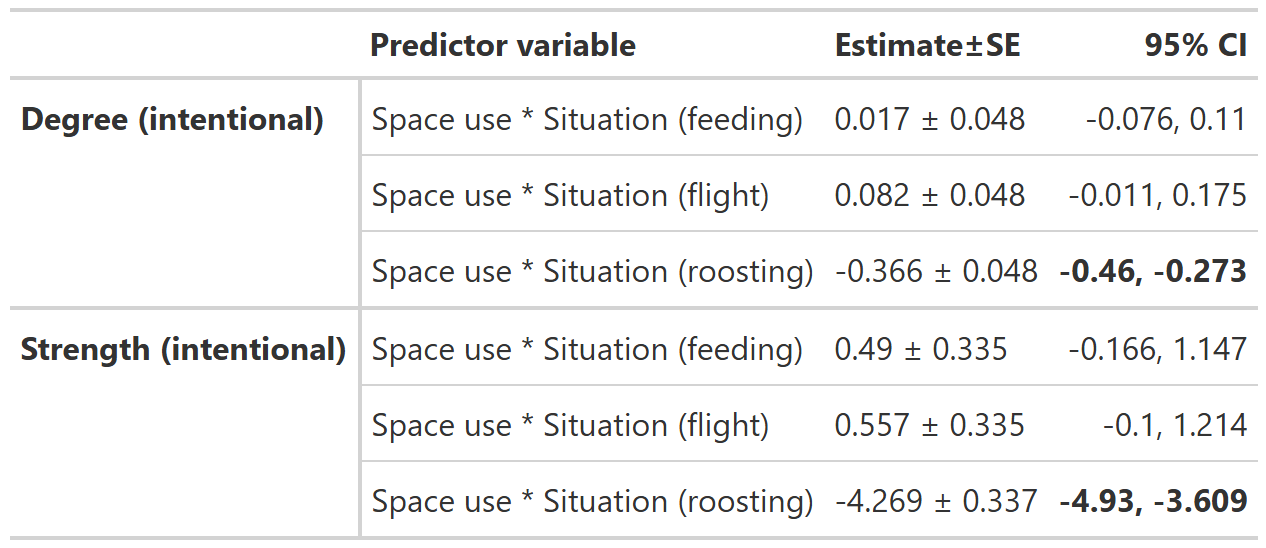 Predictor variable Estimate±SE 95% CI
Degree (intentional) Space use * Situation (feeding) 0.017 ± 0.048 -0.076, 0.11
Space use * Situation (flight) 0.082 ± 0.048 -0.011, 0.175
Space use * Situation (roosting) -0.366 ± 0.048 -0.46, -0.273
Strength (intentional) Space use * Situation (feeding) 0.49 ± 0.335 -0.166, 1.147
Space use * Situation (flight) 0.557 ± 0.335 -0.1, 1.214
Space use * Situation (roosting) -4.269 ± 0.337 -4.93, -3.609